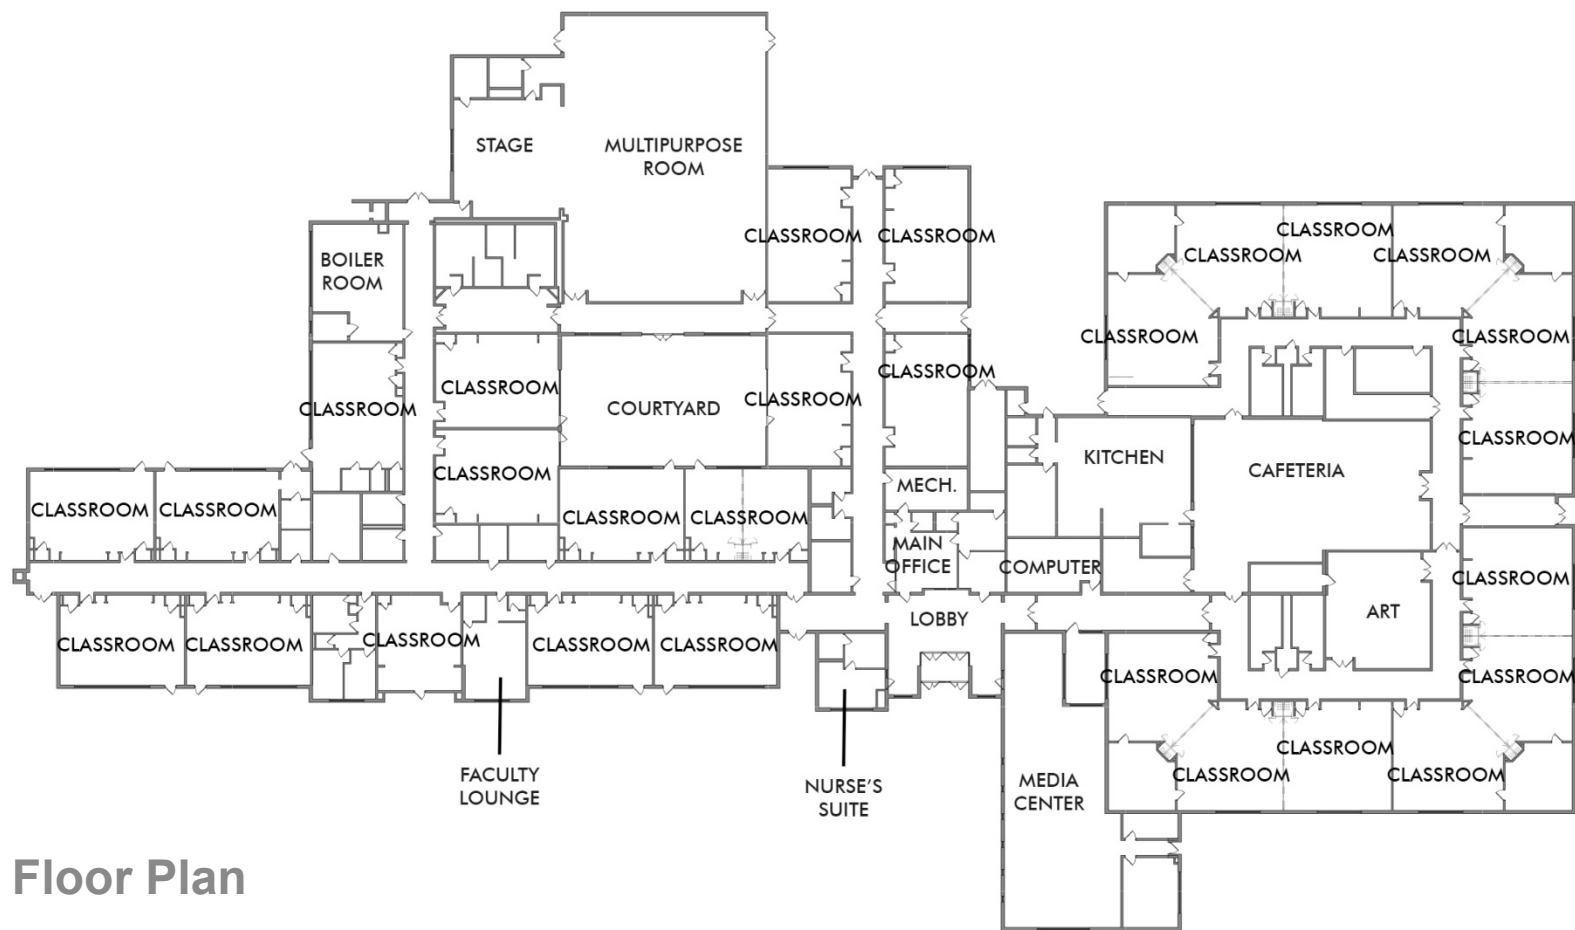 STAGE
MULTIPURPOSE
ROOM
CLASSROOM
CLASSROOM
BOILER
ROOM
CLASSROOM
CLASSROOM
CLASSROOM
CLASSROOM
CLASSROOM
CLASSROOM
CLASSROOM
CLASSROOM
CLASSROOM
CLASSROOM
COURTYARD
CLASSROOM
CLASSROOM
CLASSROOM
KITCHEN
CAFETERIA
CLASSROOM
MECH.
CLASSROOM
CLASSROOM
CLASSROOM
CLASSROOM
MAIN
OFFICE
COMPUTER
CLASSROOM
ART
LOBBY
CLASSROOM
CLASSROOM
CLASSROOM
CLASSROOM
CLASSROOM
CLASSROOM
CLASSROOM
CLASSROOM
CLASSROOM
CLASSROOM
FACULTY
LOUNGE
NURSE'S
SUITE
MEDIA
CENTER
Floor Plan